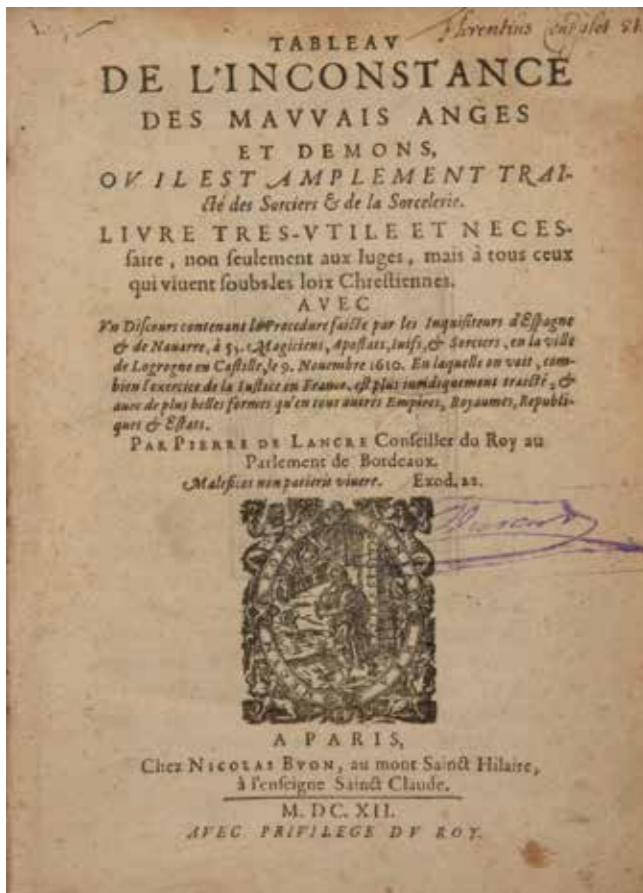 Florentius
TABLEAV
DE L'INCONSTANCE
DES MAVVAIS ANGES
ET DEMONS,
OV IL EST AMPLEMENT TRAI-
cté des Sorciers & de la Sorcelerie.
LIVRE TRES-VTILE ET NECES-
ſaire, non ſeulement aux Iuges, mais à tous ceux
qui viuent ſoubs les loix Chreſtiennes.
AVEC
Vn Diſcours contenant la Procedure faicte par les Inquiſiteurs d'Eſpagne
& de Nauarre, à 53. Magiciens, Apoſtats, Iuifs, & Sorciers, en la ville
de Logrogne en Caſtille, le 9. Nouembre 1610. En laquelle on voit, com-
bien l'exercice de la Iuſtice en France, eſt plus iuridiquement traicté, &
auec de plus belles formes qu'en tous autres Empires, Royaumes, Republi-
ques & Eſtats.
PAR PIERRE DE LANCRE Conſeiller du Roy au
Parlement de Bordeaux.
Maleficos non patieris viuere. Exod. 22.
A PARIS,
Chez NICOLAS BVON, au mont Sainct Hilaire,
à l'enſeigne Sainct Claude.
M. DC. XII.
AVEC PRIVILEGE DV ROY.